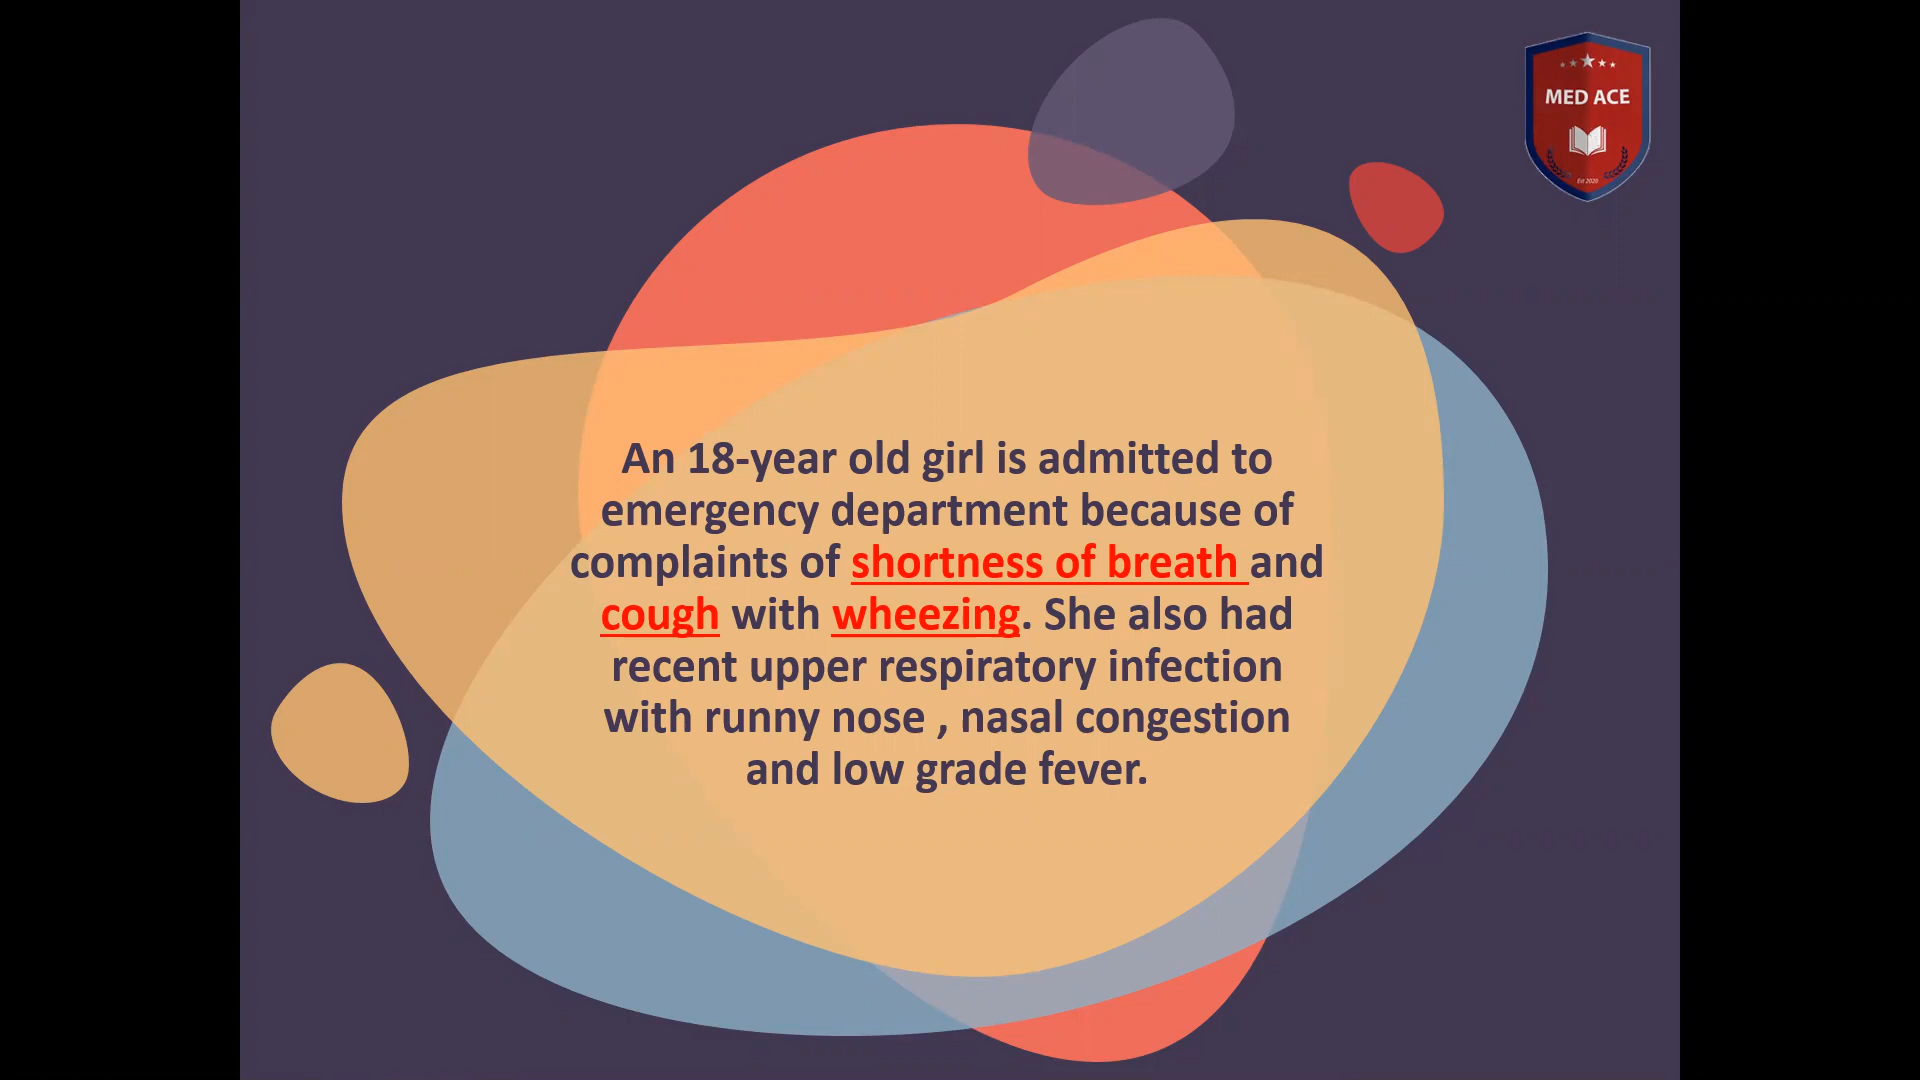 MED ACE
Est 2020
An 18-year old girl is admitted to
emergency department because of
complaints of shortness of breath and
cough with wheezing. She also had
recent upper respiratory infection
with runny nose , nasal congestion
and low grade fever.